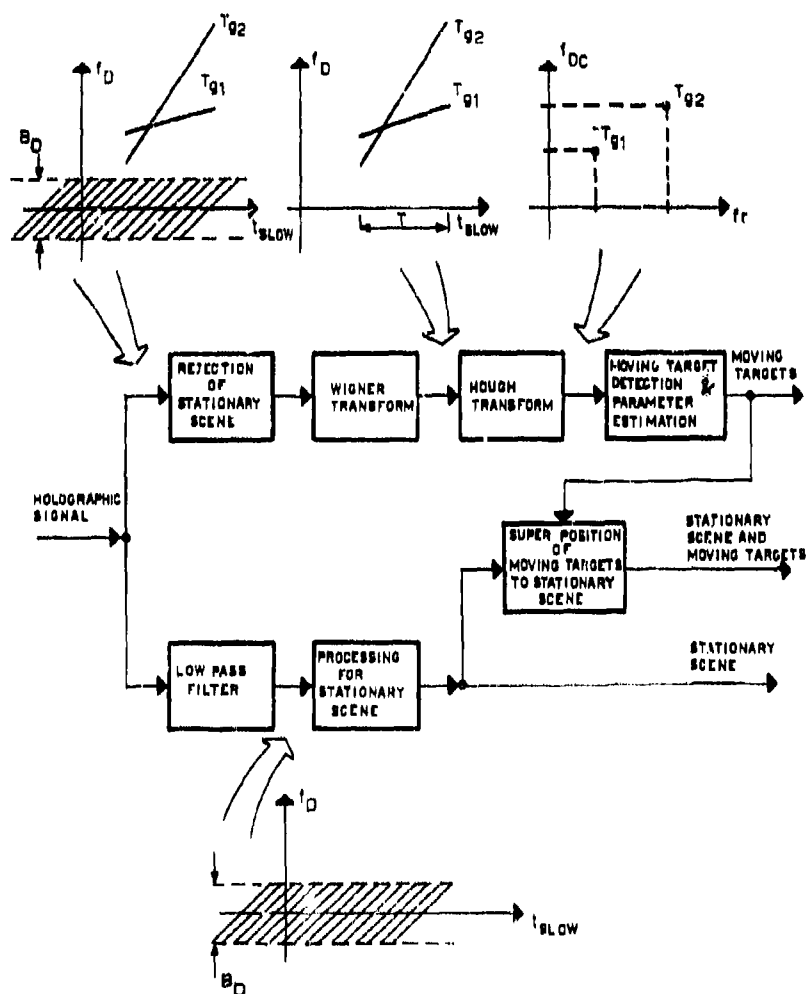 f_D
T_g2
T_g1
B_D
t_SLOW
f_D
T_g2
T_g1
T
t_SLOW
f_DC
T_g2
T_g1
fr
REJECTION
OF
STATIONARY
SCENE
WIGNER
TRANSFORM
HOUGH
TRANSFORM
MOVING TARGET
DETECTION &
PARAMETER
ESTIMATION
MOVING
TARGETS
HOLOGRAPHIC
SIGNAL
SUPER POSITION
OF
MOVING TARGETS
TO STATIONARY
SCENE
STATIONARY
SCENE AND
MOVING TARGETS
LOW PASS
FILTER
PROCESSING
FOR
STATIONARY
SCENE
STATIONARY
SCENE
f_D
t_SLOW
B_D